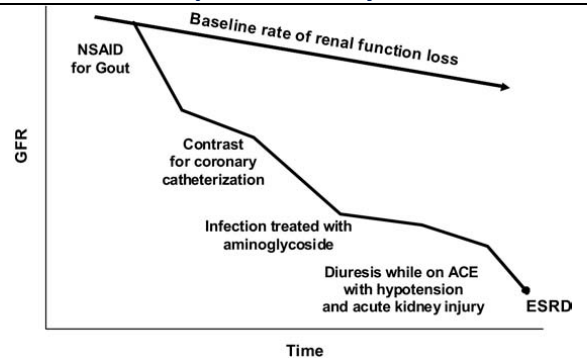 Baseline rate of renal function loss
NSAID
for Gout
GFR
Contrast
for coronary
catheterization
Infection treated with
aminoglycoside
Diuresis while on ACE
with hypotension
and acute kidney injury
ESRD
Time